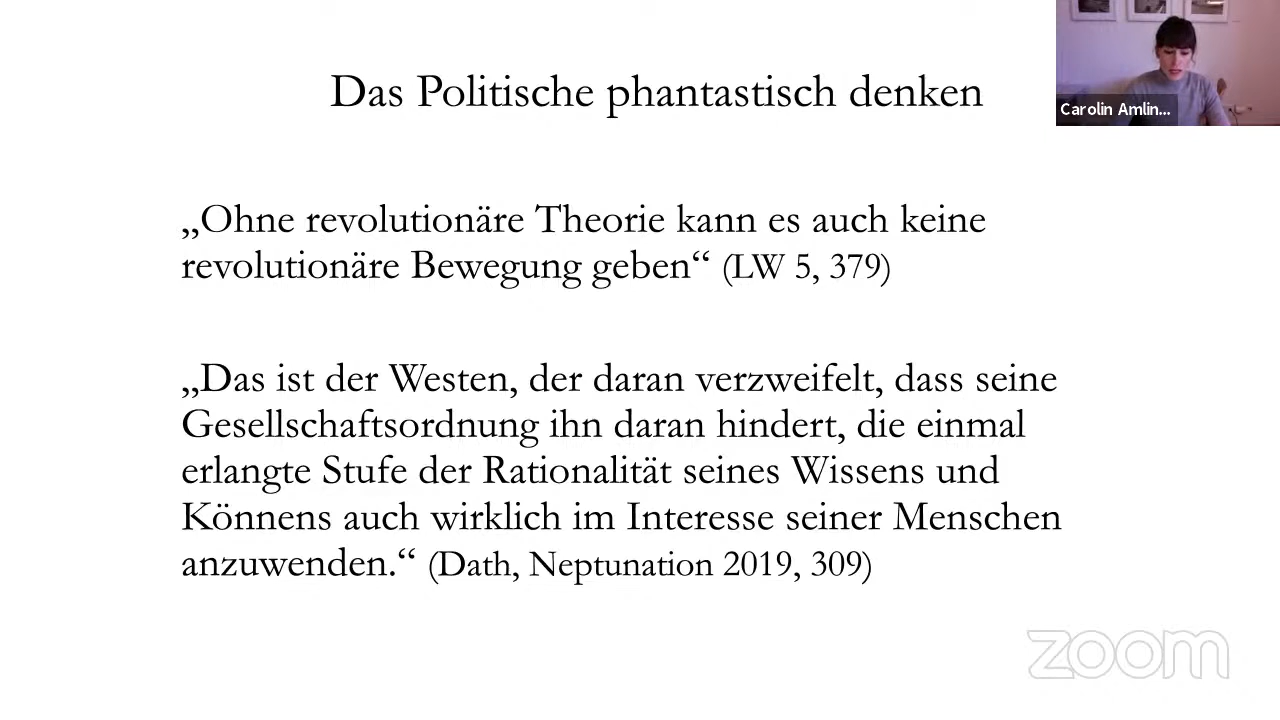 Das Politische phantastisch denken
Carolin Amlin...
„Ohne revolutionäre Theorie kann es auch keine
revolutionäre Bewegung geben“ (LW 5, 379)
„Das ist der Westen, der daran verzweifelt, dass seine
Gesellschaftsordnung ihn daran hindert, die einmal
erlangte Stufe der Rationalität seines Wissens und
Könnens auch wirklich im Interesse seiner Menschen
anzuwenden.“ (Dath, Neptunation 2019, 309)
zoom